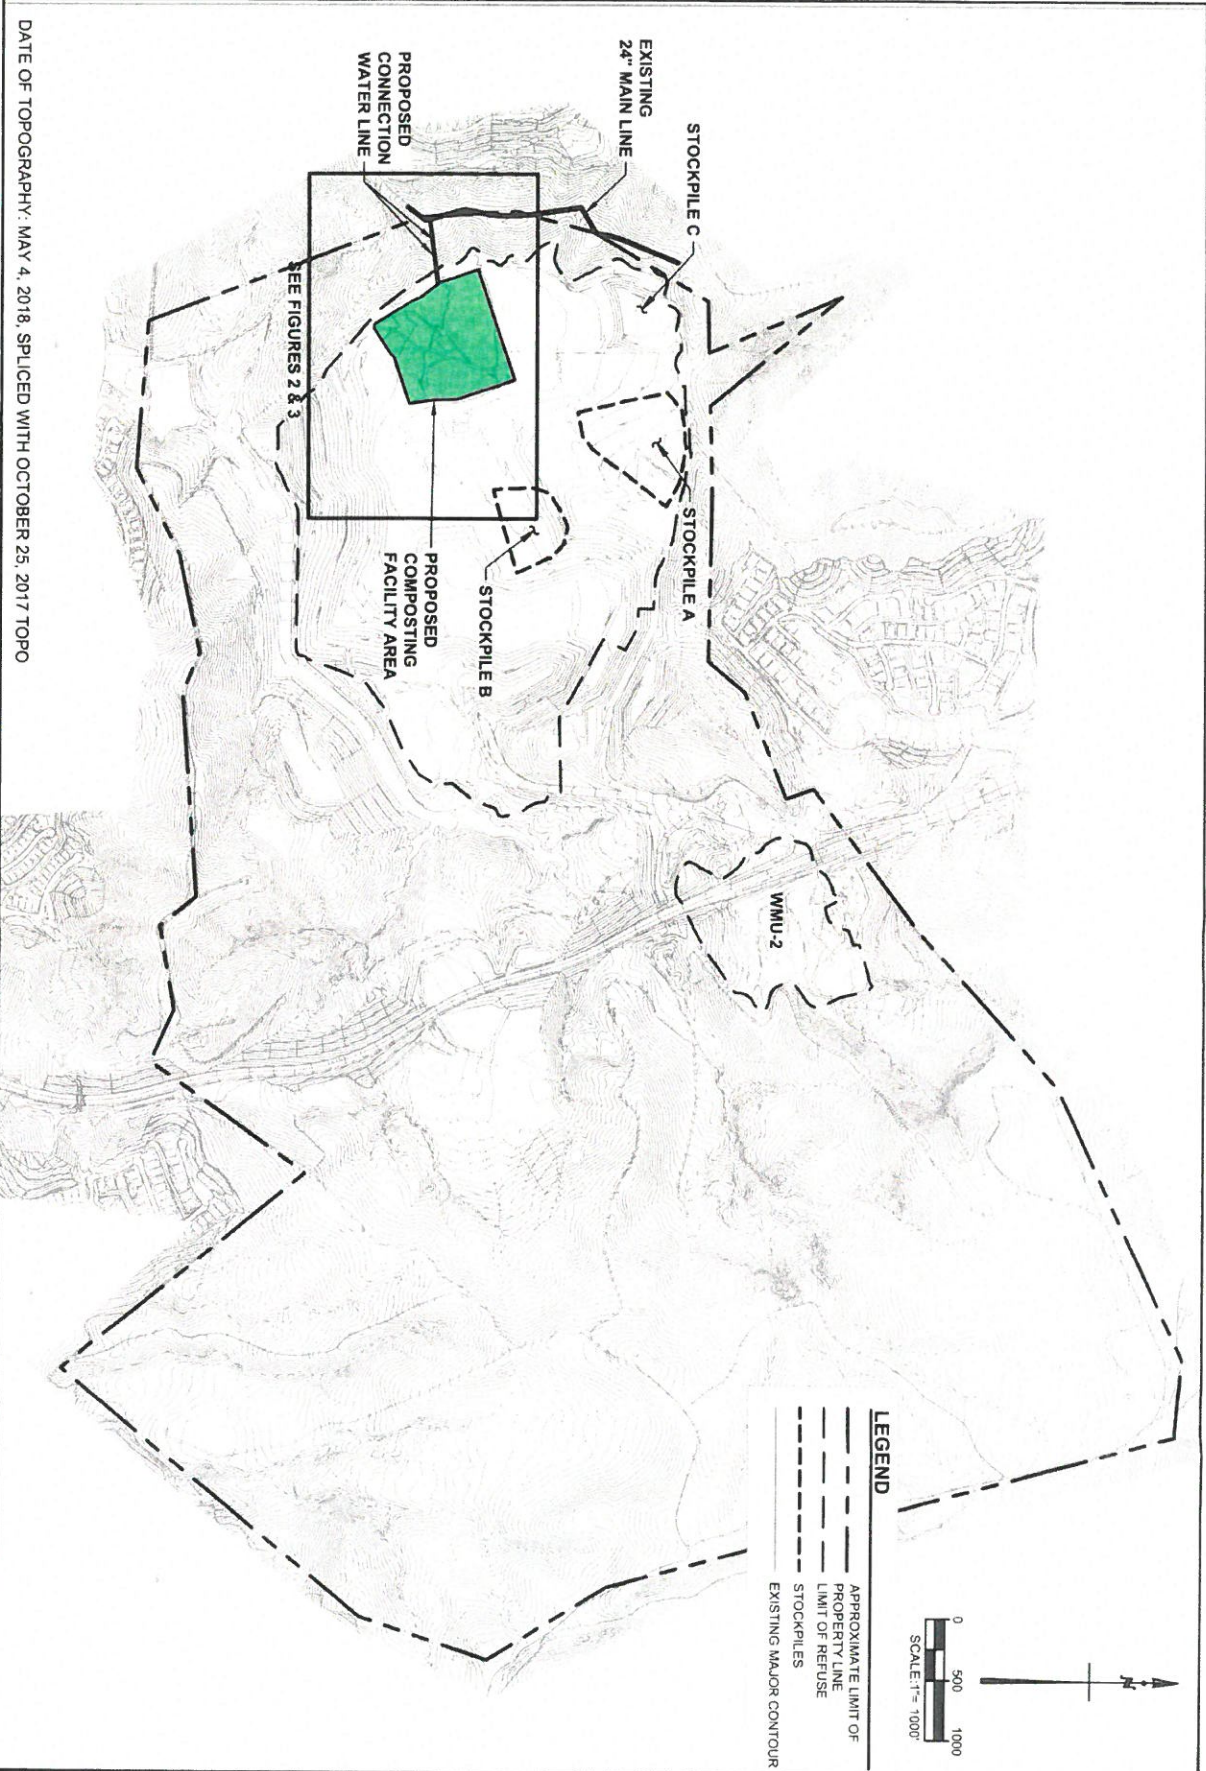 EXISTING
24" MAIN LINE
STOCKPILE C
PROPOSED
CONNECTION
WATER LINE
SEE FIGURES 2 & 3
STOCKPILE A
STOCKPILE B
PROPOSED
COMPOSTING
FACILITY AREA
WMU-2
N
0 500 1000
SCALE:1"= 1000'
LEGEND
APPROXIMATE LIMIT OF
PROPERTY LINE
LIMIT OF REFUSE
STOCKPILES
EXISTING MAJOR CONTOUR
DATE OF TOPOGRAPHY: MAY 4, 2018, SPLICED WITH OCTOBER 25, 2017 TOPO